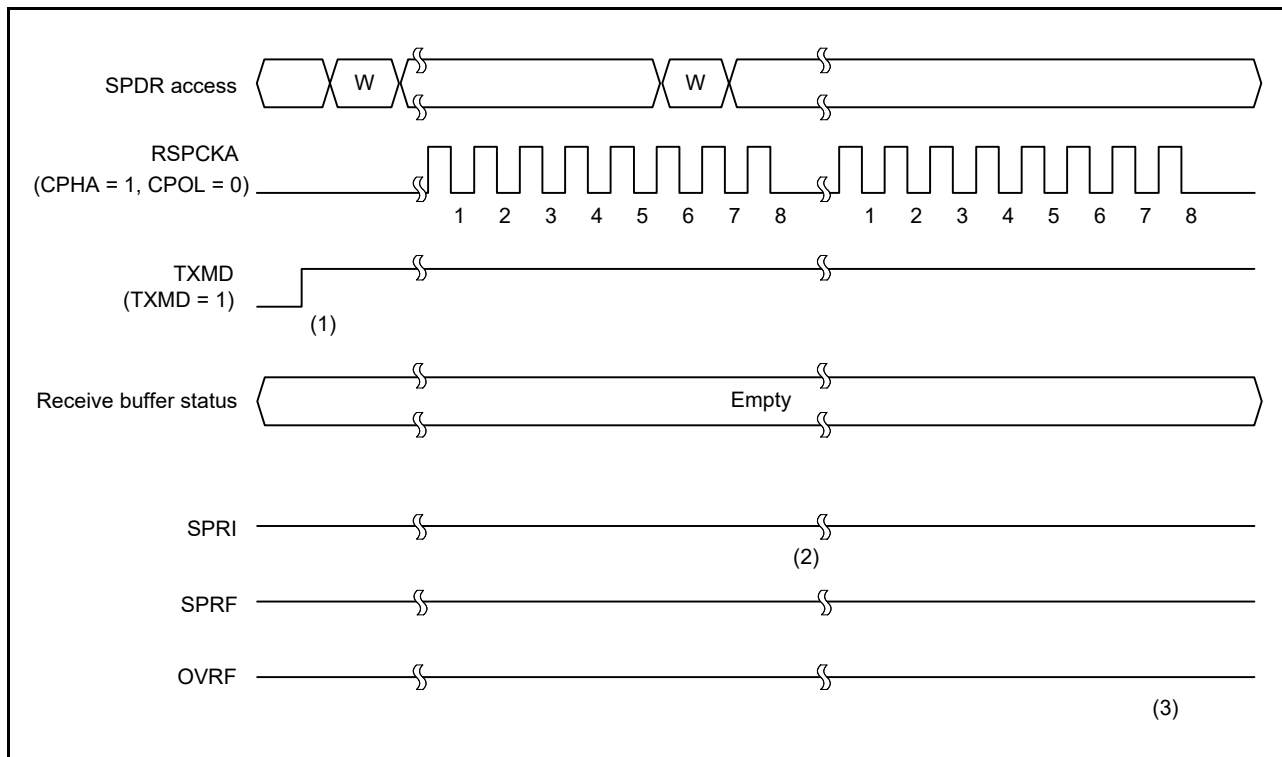 SPDR access
W
W
RSPCKA
(CPHA = 1, CPOL = 0)
1 2 3 4 5 6 7 8 1 2 3 4 5 6 7 8
TXMD
(TXMD = 1)
(1)
Receive buffer status
Empty
SPRI
(2)
SPRF
OVRF
(3)